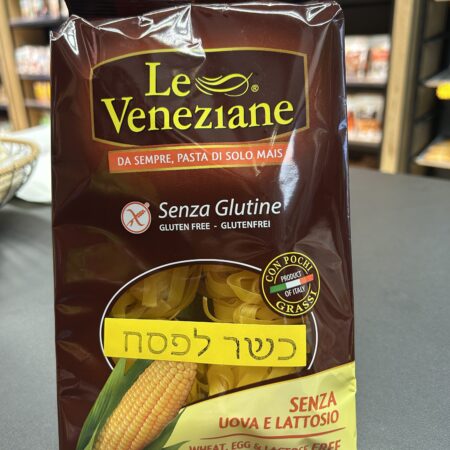 Le
Veneziane
®
DA SEMPRE, PASTA DI SOLO MAIS
Senza Glutine
GLUTEN FREE - GLUTENFREI
CON POCHI
PRODUCT
OF ITALY
GRASSI
כשר לפסח
SENZA
UOVA E LATTOSIO
WHEAT, EGG & LACTOSE FREE